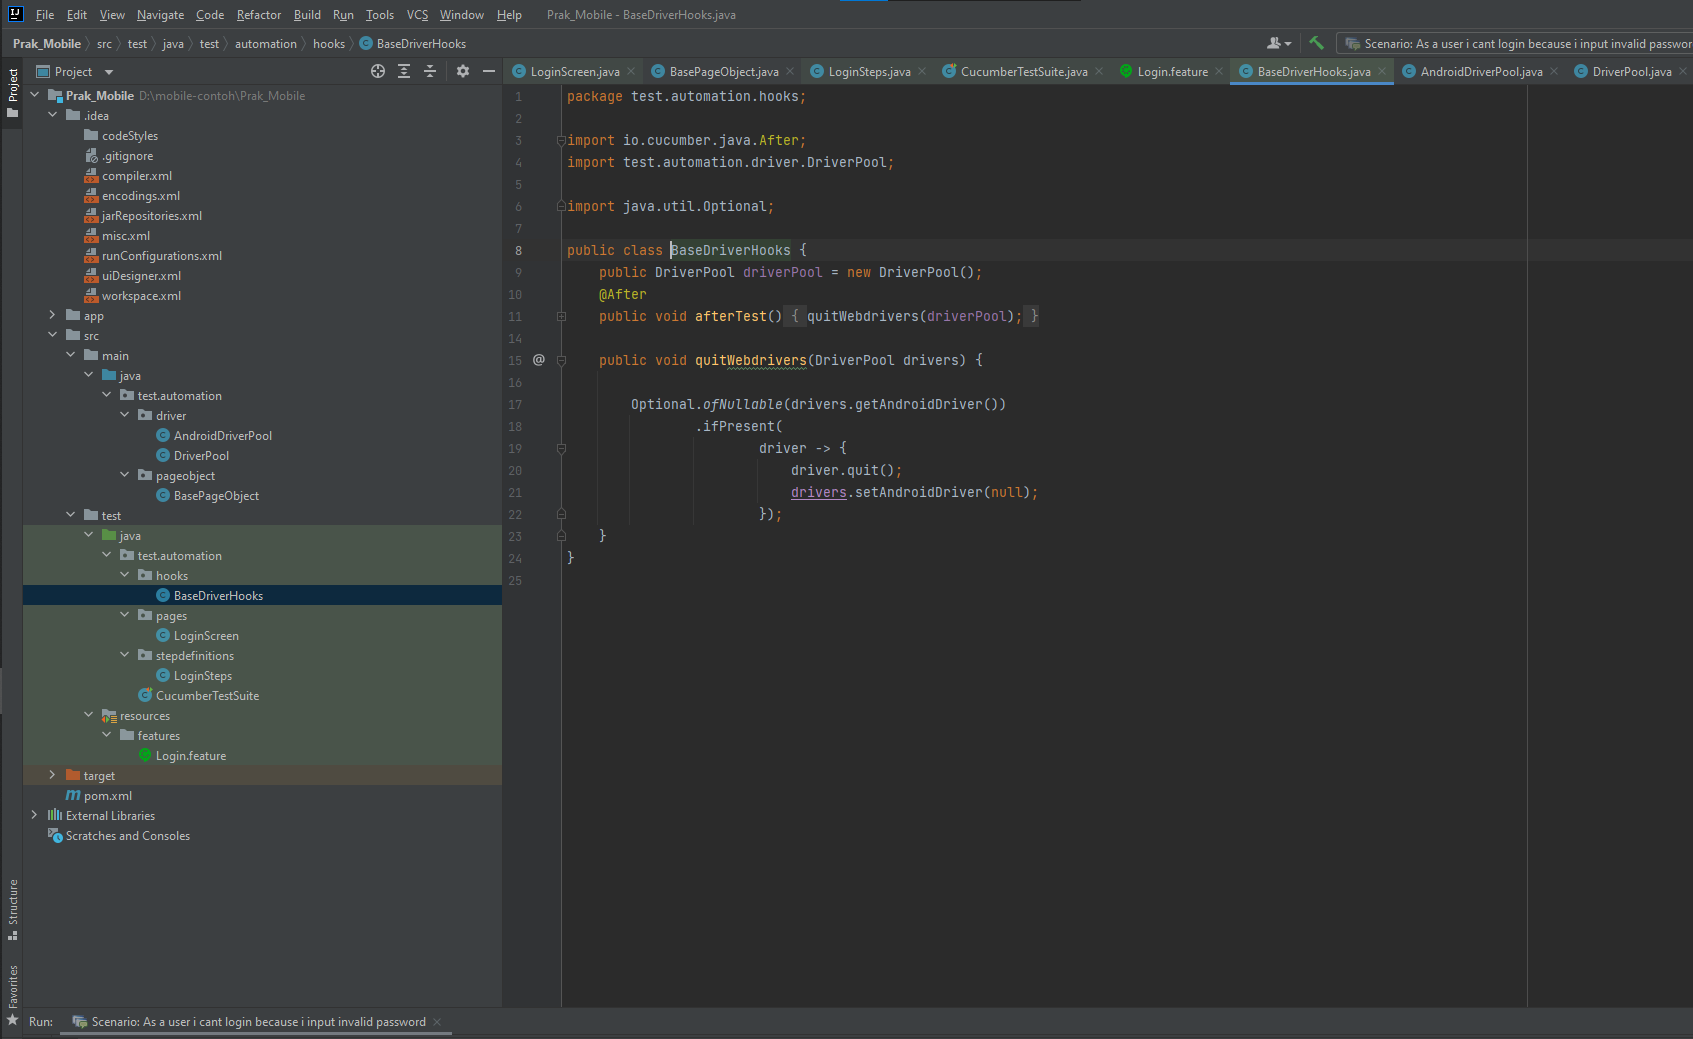 File Edit View Navigate Code Refactor Build Run Tools VCS Window Help Prak_Mobile - BaseDriverHooks.java
Prak_Mobile src test java test automation hooks BaseDriverHooks Scenario: As a user i cant login because i input invalid passwor
Project
LoginScreen.java BasePageObject.java LoginSteps.java CucumberTestSuite.java Login.feature BaseDriverHooks.java AndroidDriverPool.java DriverPool.java
Project
Prak_Mobile D:\mobile-contoh\Prak_Mobile
.idea
codeStyles
.gitignore
compiler.xml
encodings.xml
jarRepositories.xml
misc.xml
runConfigurations.xml
uiDesigner.xml
workspace.xml
app
src
main
java
test.automation
driver
AndroidDriverPool
DriverPool
pageobject
BasePageObject
test
java
test.automation
hooks
BaseDriverHooks
pages
LoginScreen
stepdefinitions
LoginSteps
CucumberTestSuite
resources
features
Login.feature
target
pom.xml
External Libraries
Scratches and Consoles
1 package test.automation.hooks;
2
3 import io.cucumber.java.After;
4 import test.automation.driver.DriverPool;
5
6 import java.util.Optional;
7
8 public class BaseDriverHooks {
9 public DriverPool driverPool = new DriverPool();
10 @After
11 public void afterTest() { quitWebdrivers(driverPool); }
14
15 @ public void quitWebdrivers(DriverPool drivers) {
16
17 Optional.ofNullable(drivers.getAndroidDriver())
18 .ifPresent(
19 driver -> {
20 driver.quit();
21 drivers.setAndroidDriver(null);
22 });
23 }
24 }
25
Structure
Favorites
Run: Scenario: As a user i cant login because i input invalid password